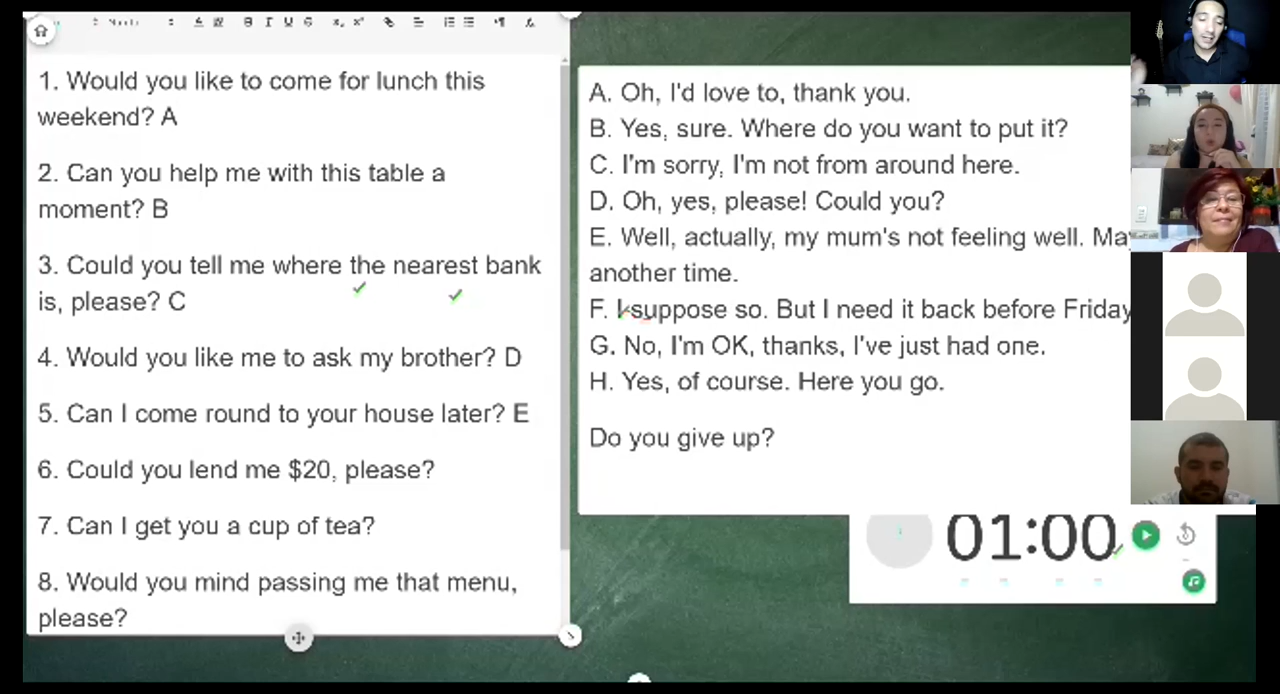 1. Would you like to come for lunch this
weekend? A
2. Can you help me with this table a
moment? B
3. Could you tell me where the nearest bank
is, please? C
4. Would you like me to ask my brother? D
5. Can I come round to your house later? E
6. Could you lend me $20, please?
7. Can I get you a cup of tea?
8. Would you mind passing me that menu,
please?
A. Oh, I'd love to, thank you.
B. Yes, sure. Where do you want to put it?
C. I'm sorry, I'm not from around here.
D. Oh, yes, please! Could you?
E. Well, actually, my mum's not feeling well.
another time.
F. I suppose so. But I need it back before Friday
G. No, I'm OK, thanks, I've just had one.
H. Yes, of course. Here you go.
Do you give up?
01:00